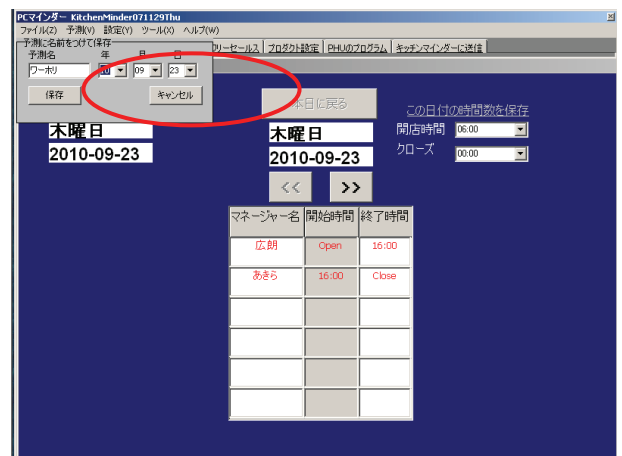 PCマインダー KitchenMinder071129Thu
ファイル(Z) 予測(V) 設定(Y) ツール(X) ヘルプ(W)
予測に名前をつけて保存
予測名 年 月 日
ワーホリ 10 09 23
保存 キャンセル
リーセールス プロダクト設定 PHUのプログラム キッチンマインダーに送信
本日に戻る
この日付の時間数を保存
木曜日 木曜日 開店時間 06:00
2010-09-23 2010-09-23 クローズ 00:00
<< >>
マネージャー名 開始時間 終了時間
広朗 Open 16:00
あきら 16:00 Close